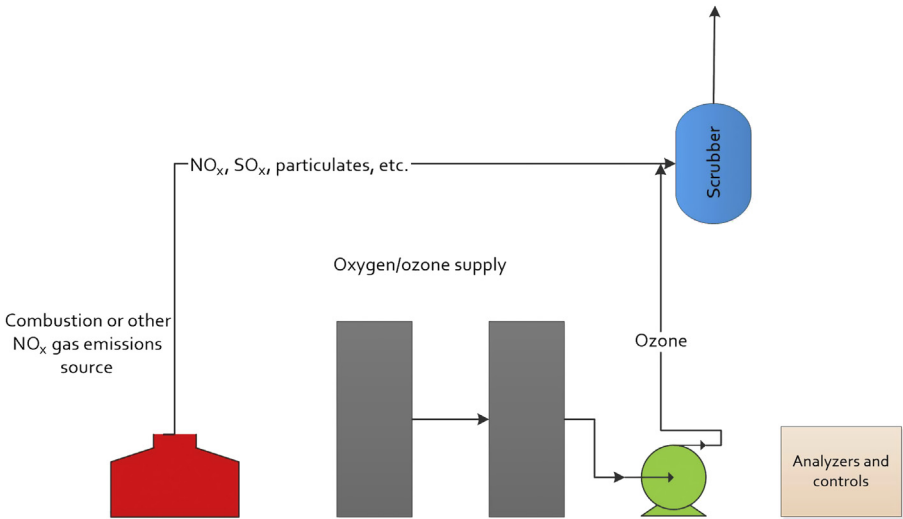 Scrubber
NOx, SOx, particulates, etc.
Oxygen/ozone supply
Combustion or other
NOx gas emissions
source
Ozone
Analyzers and
controls